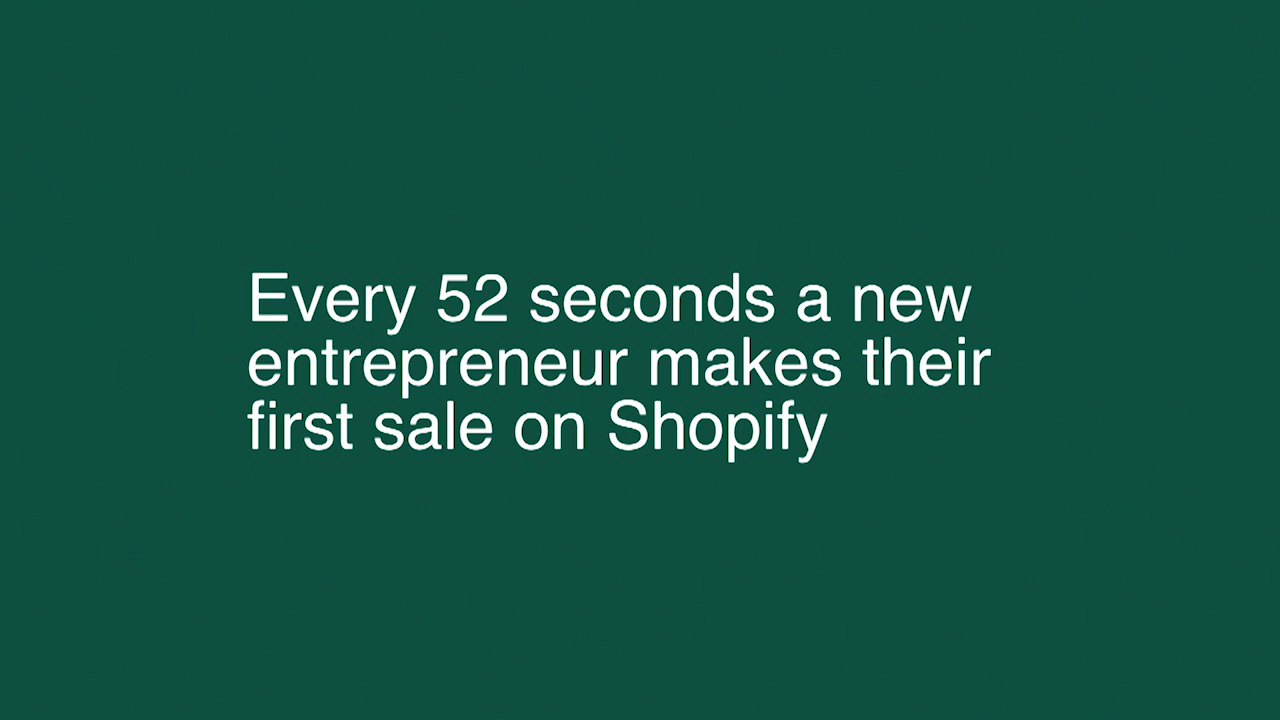 Every 52 seconds a new
entrepreneur makes their
first sale on Shopify